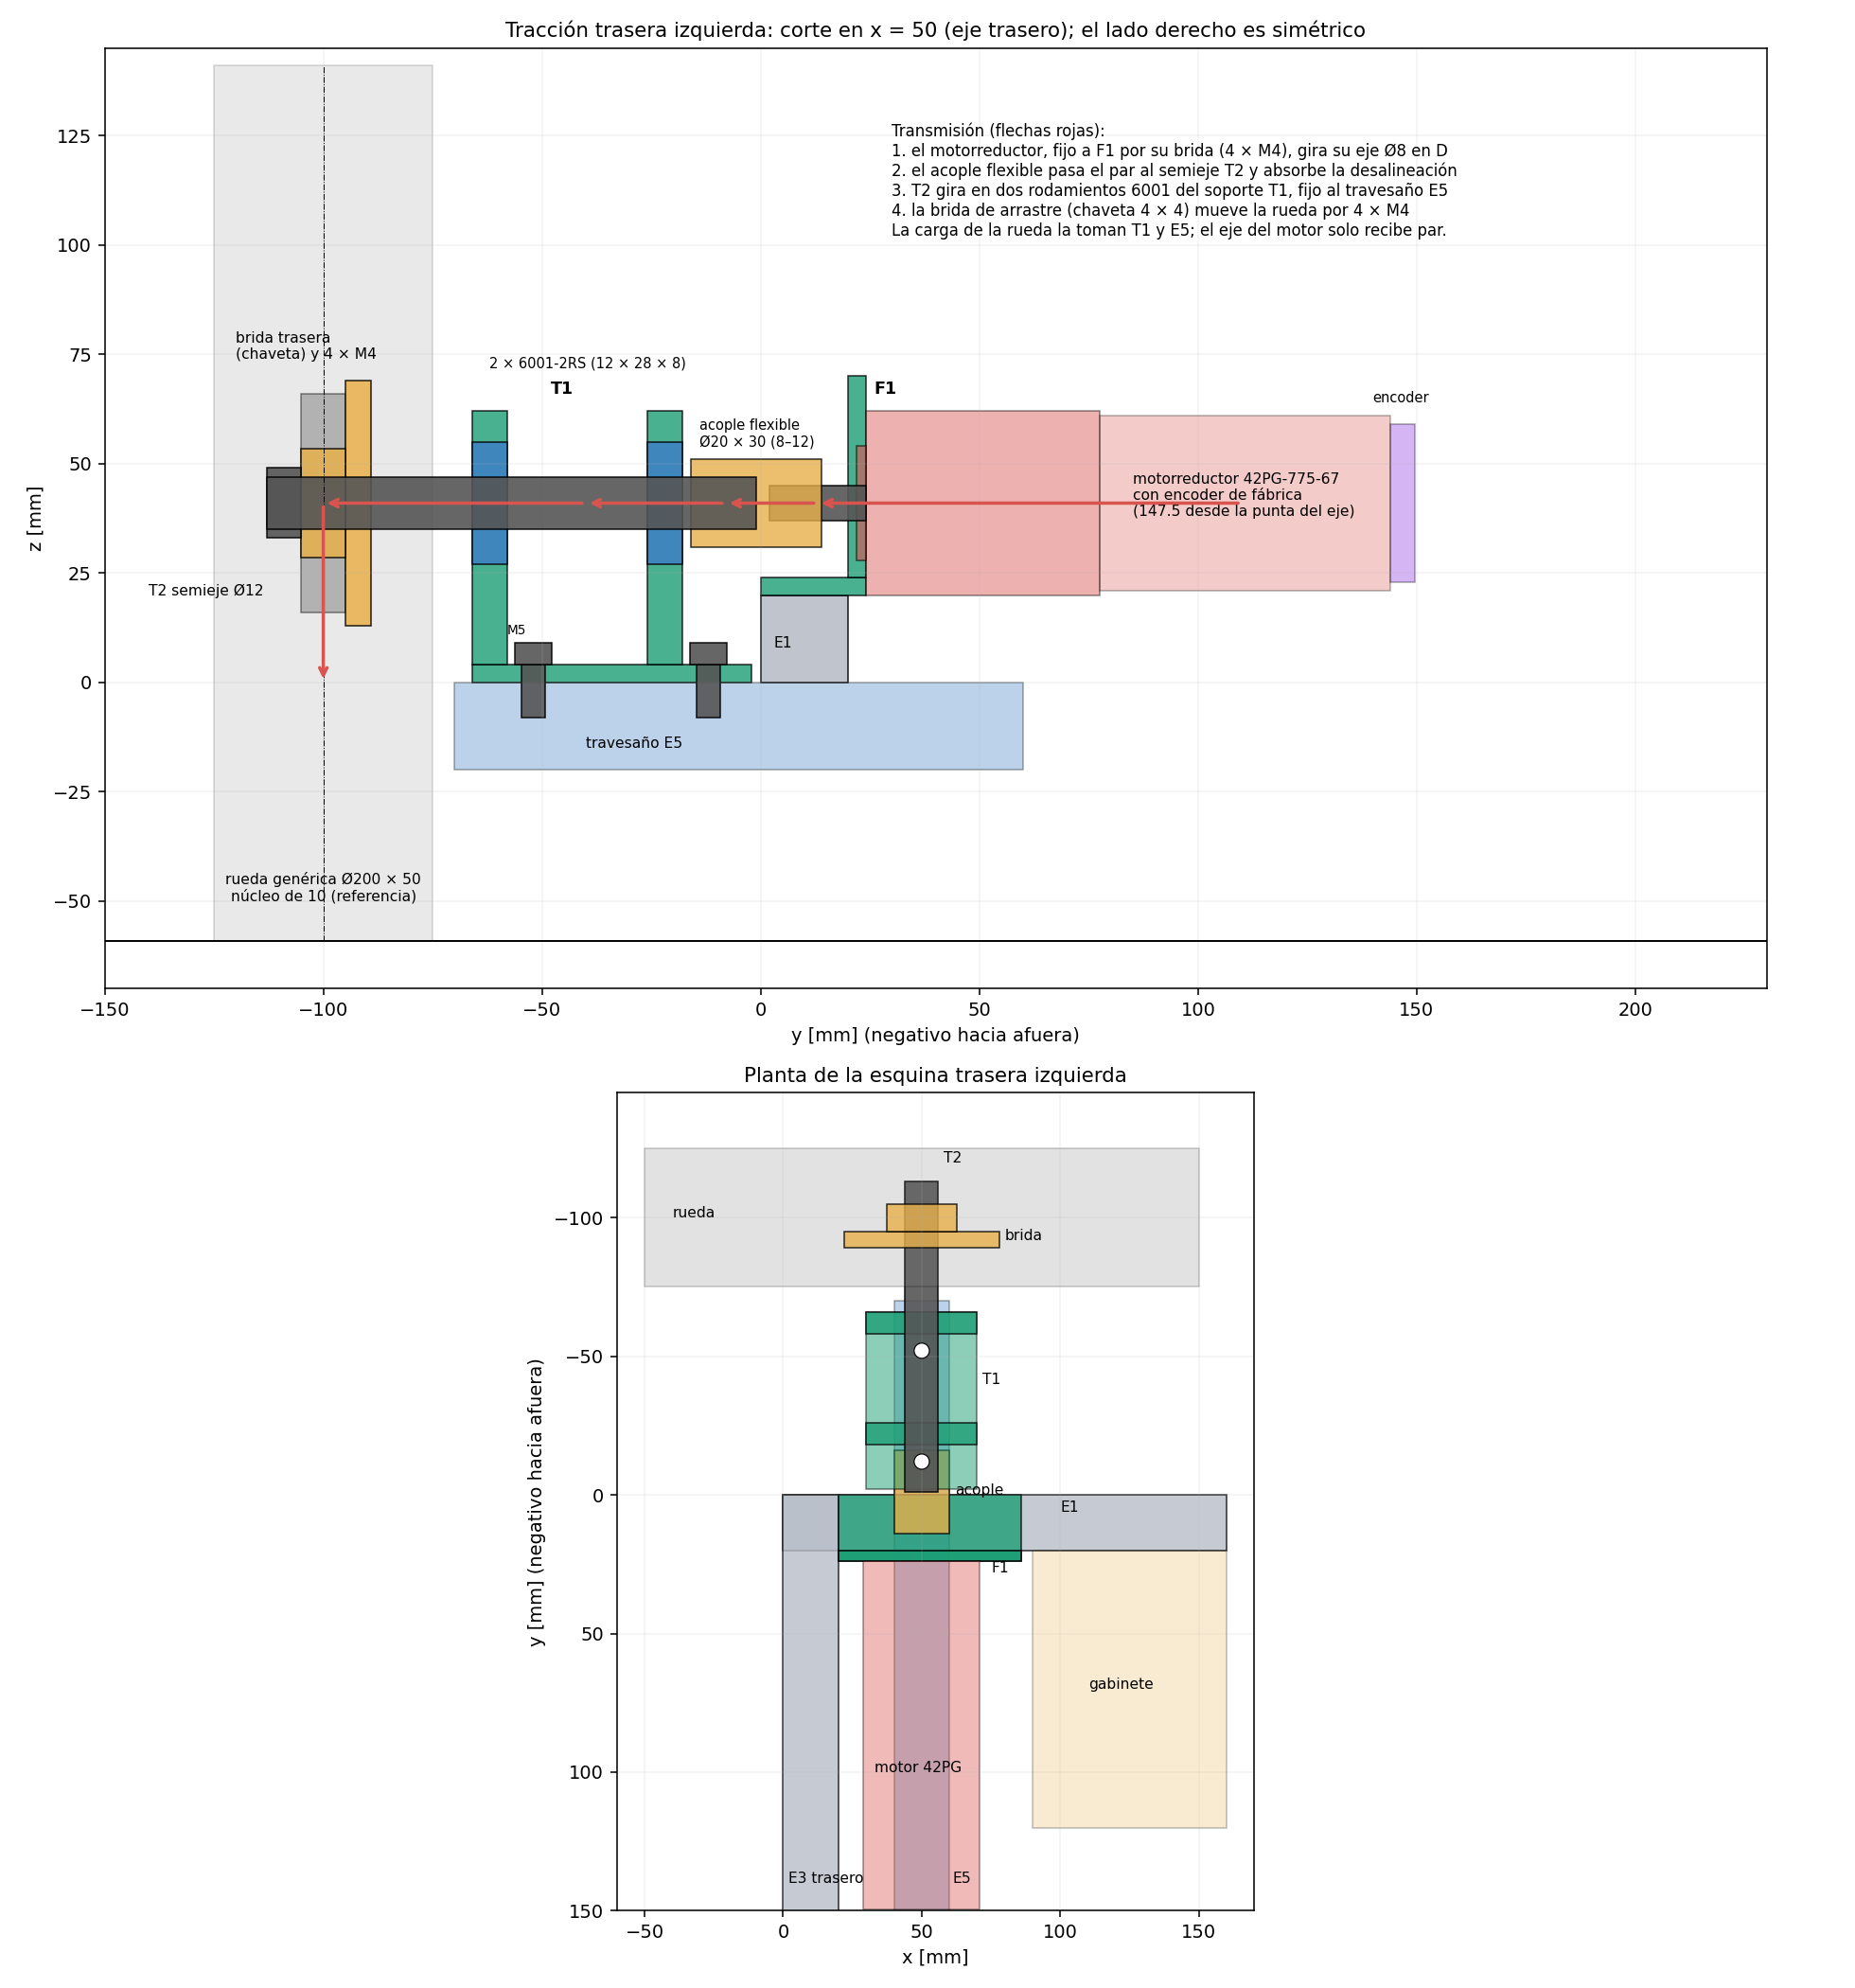 Tracción trasera izquierda: corte en x = 50 (eje trasero); el lado derecho es simétrico
125
100
75
50
25
0
−25
−50
z [mm]
Transmisión (flechas rojas):
1. el motorreductor, fijo a F1 por su brida (4 × M4), gira su eje Ø8 en D
2. el acople flexible pasa el par al semieje T2 y absorbe la desalineación
3. T2 gira en dos rodamientos 6001 del soporte T1, fijo al travesaño E5
4. la brida de arrastre (chaveta 4 × 4) mueve la rueda por 4 × M4
La carga de la rueda la toman T1 y E5; el eje del motor solo recibe par.
brida trasera
(chaveta) y 4 × M4
2 × 6001-2RS (12 × 28 × 8)
T1
F1
encoder
acople flexible
Ø20 × 30 (8–12)
motorreductor 42PG-775-67
con encoder de fábrica
(147.5 desde la punta del eje)
T2 semieje Ø12
M5
E1
travesaño E5
rueda genérica Ø200 × 50
núcleo de 10 (referencia)
−150
−100
−50
0
50
100
150
200
y [mm] (negativo hacia afuera)
Planta de la esquina trasera izquierda
−100
−50
0
50
100
150
y [mm] (negativo hacia afuera)
T2
rueda
brida
T1
acople
E1
F1
gabinete
motor 42PG
E3 trasero
E5
−50
0
50
100
150
x [mm]